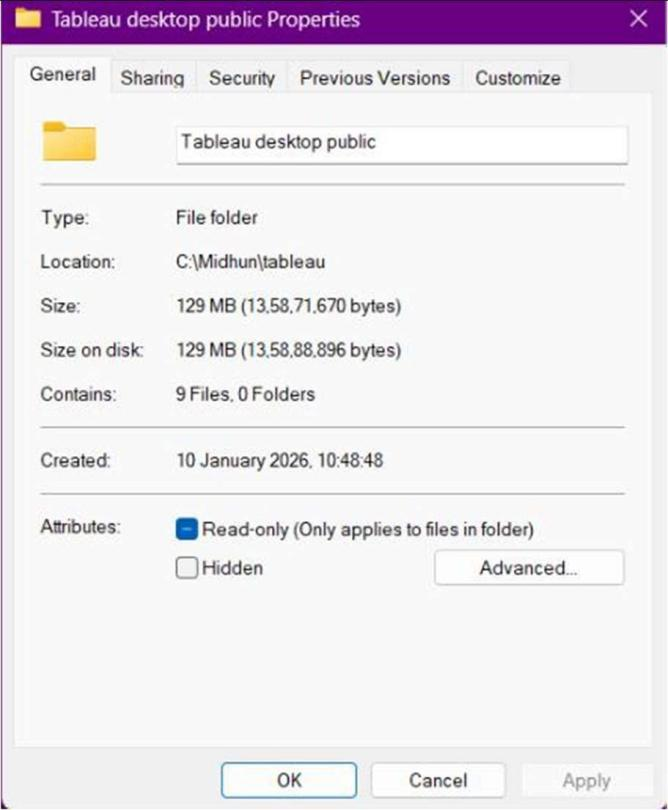 Tableau desktop public Properties
General Sharing Security Previous Versions Customize
Tableau desktop public
Type: File folder
Location: C:\Midhun\tableau
Size: 129 MB (13,58,71,670 bytes)
Size on disk: 129 MB (13,58,88,896 bytes)
Contains: 9 Files, 0 Folders
Created: 10 January 2026, 10:48:48
Attributes: Read-only (Only applies to files in folder)
Hidden Advanced...
OK Cancel Apply